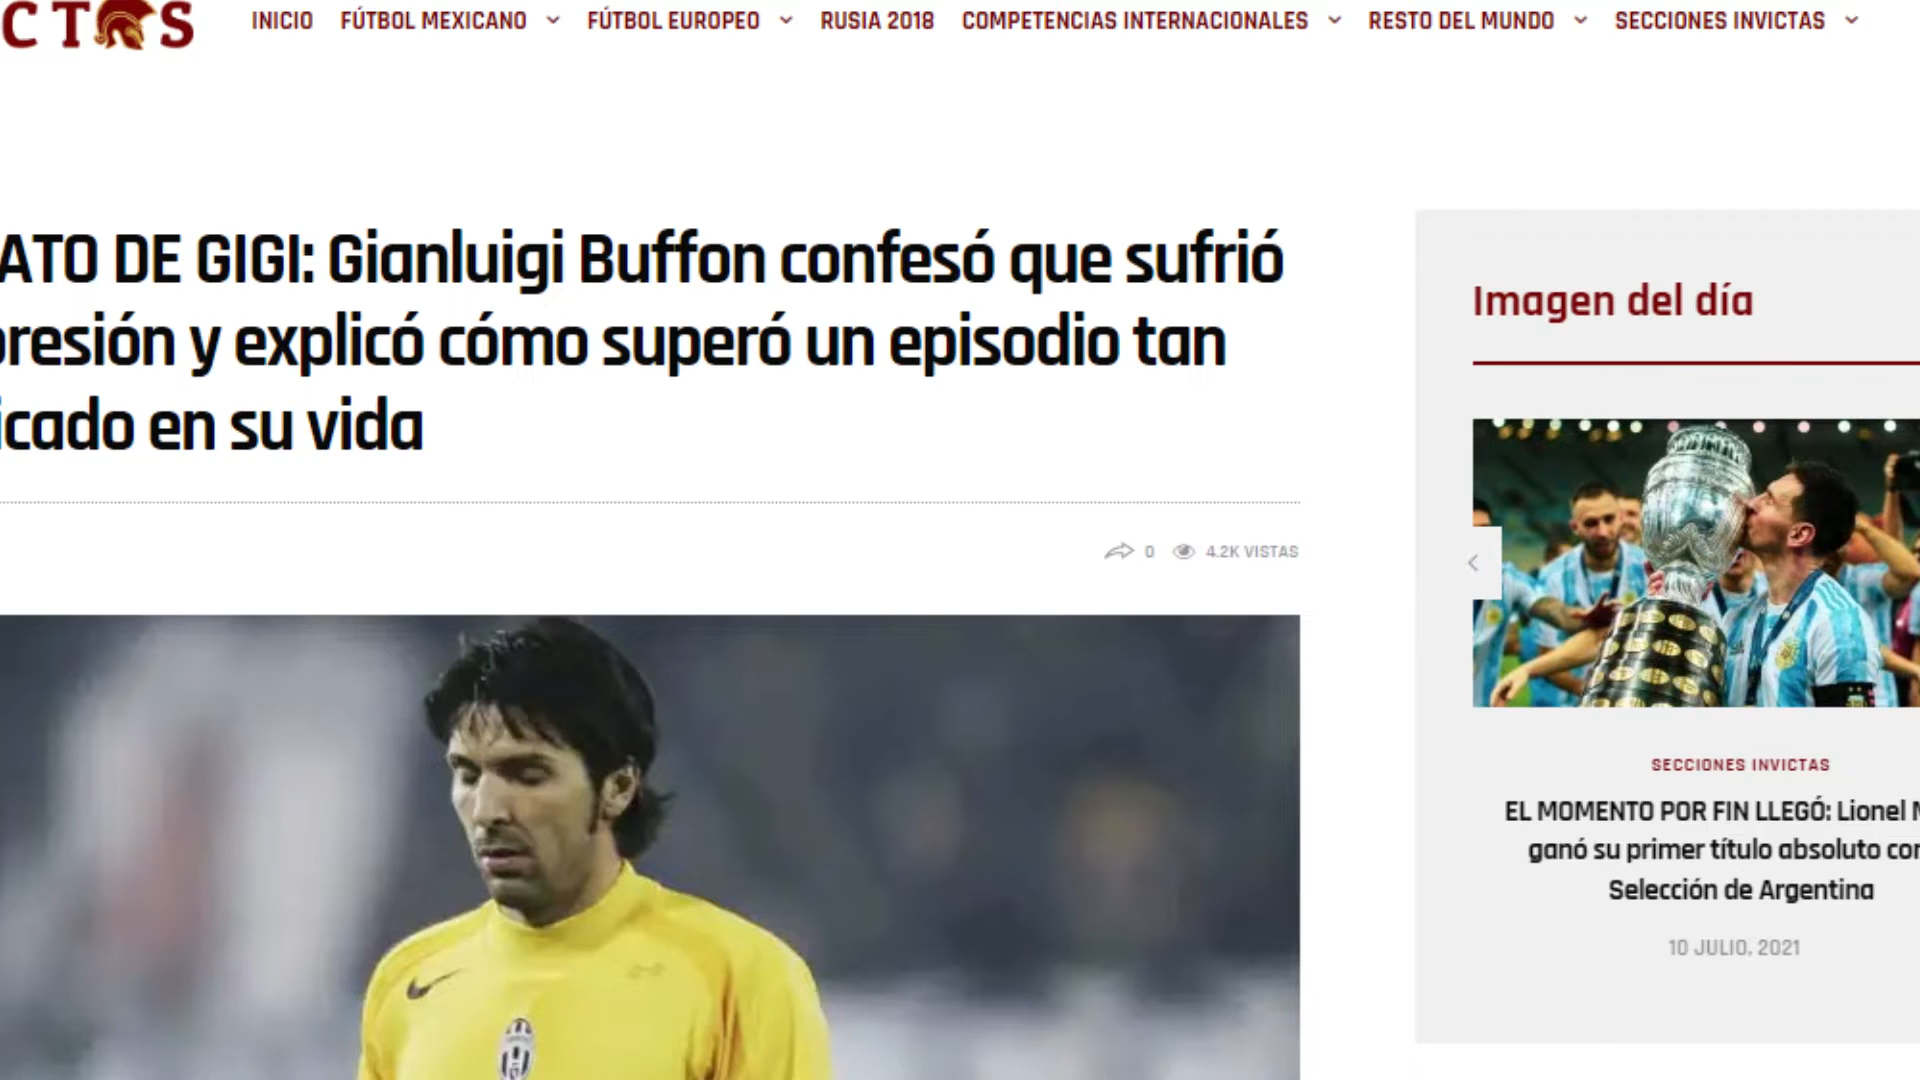 CTOS
INICIO FÚTBOL MEXICANO FÚTBOL EUROPEO RUSIA 2018 COMPETENCIAS INTERNACIONALES RESTO DEL MUNDO SECCIONES INVICTAS
ATO DE GIGI: Gianluigi Buffon confesó que sufrió
presión y explicó cómo superó un episodio tan
icado en su vida
0 4.2K VISTAS
Imagen del día
SECCIONES INVICTAS
EL MOMENTO POR FIN LLEGÓ: Lionel M
ganó su primer título absoluto con
Selección de Argentina
10 JULIO, 2021